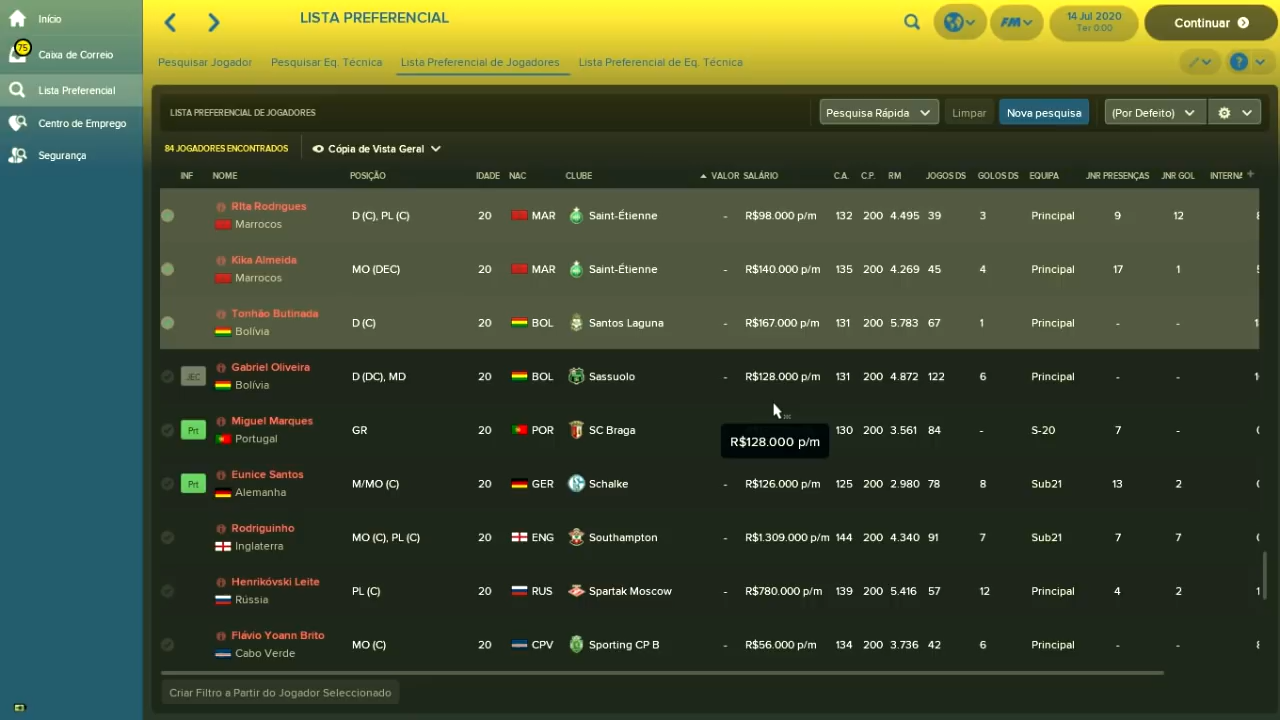 Início
75
Caixa de Correio
Lista Preferencial
Centro de Emprego
Segurança
LISTA PREFERENCIAL
FM
14 Jul 2020
Ter 0:00
Continuar
Pesquisar Jogador Pesquisar Eq. Técnica Lista Preferencial de Jogadores Lista Preferencial de Eq. Técnica
?
LISTA PREFERENCIAL DE JOGADORES Pesquisa Rápida Limpar Nova pesquisa (Por Defeito)
84 JOGADORES ENCONTRADOS Cópia de Vista Geral
INF NOME POSIÇÃO IDADE NAC CLUBE VALOR SALÁRIO C.A. C.P. RM JOGOS DS GOLOS DS EQUIPA JNR PRESENÇAS JNR GOL INTERNA +
RIta Rodrigues
Marrocos
D (C), PL (C) 20 MAR Saint-Étienne - R$98.000 p/m 132 200 4.495 39 3 Principal 9 12
Kika Almeida
Marrocos
MO (DEC) 20 MAR Saint-Étienne - R$140.000 p/m 135 200 4.269 45 4 Principal 17 1
Tonhão Butinada
Bolívia
D (C) 20 BOL Santos Laguna - R$167.000 p/m 131 200 5.783 67 1 Principal - -
JEC
Gabriel Oliveira
Bolívia
D (DC), MD 20 BOL Sassuolo - R$128.000 p/m 131 200 4.872 122 6 Principal - -
Prt
Miguel Marques
Portugal
GR 20 POR SC Braga 130 200 3.561 84 - S-20 7 -
R$128.000 p/m
Prt
Eunice Santos
Alemanha
M/MO (C) 20 GER Schalke - R$126.000 p/m 125 200 2.980 78 8 Sub21 13 2
Rodriguinho
Inglaterra
MO (C), PL (C) 20 ENG Southampton - R$1.309.000 p/m 144 200 4.340 91 7 Sub21 7 7
Henrikóvski Leite
Rússia
PL (C) 20 RUS Spartak Moscow - R$780.000 p/m 139 200 5.416 57 12 Principal 4 2
Flávio Yoann Brito
Cabo Verde
MO (C) 20 CPV Sporting CP B - R$56.000 p/m 134 200 3.736 42 6 Principal - -
Criar Filtro a Partir do Jogador Seleccionado